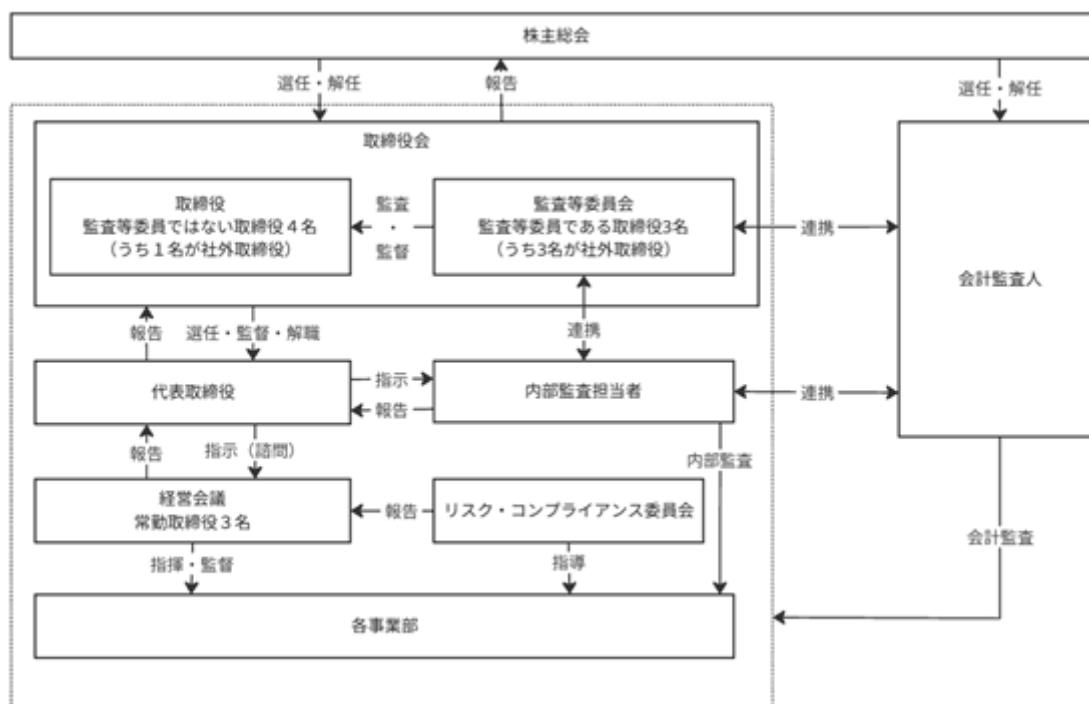 株主総会
選任・解任
報告
選任・解任
取締役会
取締役
監査等委員ではない取締役４名
（うち１名が社外取締役）
監査
・
監督
監査等委員会
監査等委員である取締役3名
（うち3名が社外取締役）
連携
会計監査人
報告
選任・監督・解職
連携
代表取締役
指示
報告
内部監査担当者
連携
報告
指示（諮問）
内部監査
経営会議
常勤取締役３名
報告
リスク・コンプライアンス委員会
会計監査
指揮・監督
指導
各事業部